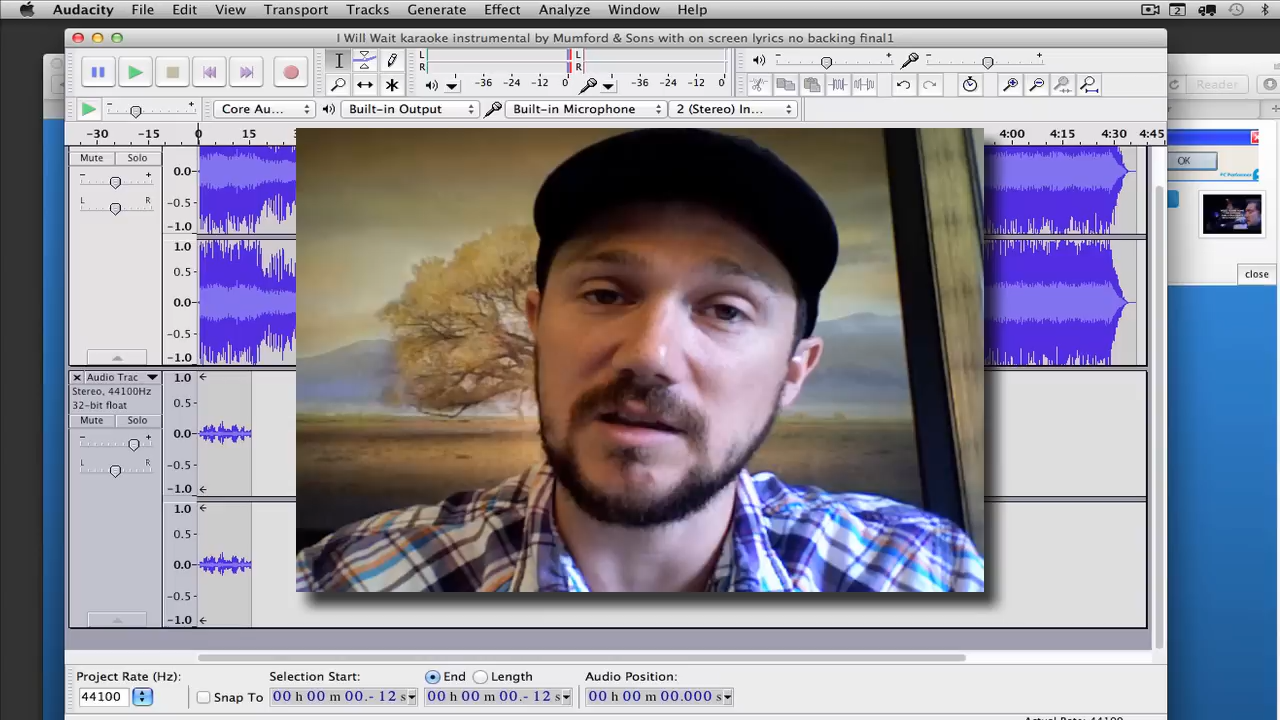 Audacity File Edit View Transport Tracks Generate Effect Analyze Window Help
2
I Will Wait karaoke instrumental by Mumford & Sons with on screen lyrics no backing final1
L
R
-36 -24 -12 0
L
R
-36 -24 -12 0
Reader
Core Au... Built-in Output Built-in Microphone 2 (Stereo) In...
-30 -15 0 15 4:00 4:15 4:30 4:45
OK
Mute Solo
- +
L R
0.0
-0.5
-1.0
1.0
0.5
0.0
-0.5
-1.0
close
Audio Trac
Stereo, 44100Hz
32-bit float
Mute Solo
- +
L R
1.0
0.5
0.0
-0.5
-1.0
1.0
0.5
0.0
-0.5
-1.0
Project Rate (Hz): Selection Start: End Length Audio Position:
44100 Snap To 00 h 00 m 00.-12 s 00 h 00 m 00.-12 s 00 h 00 m 00.000 s